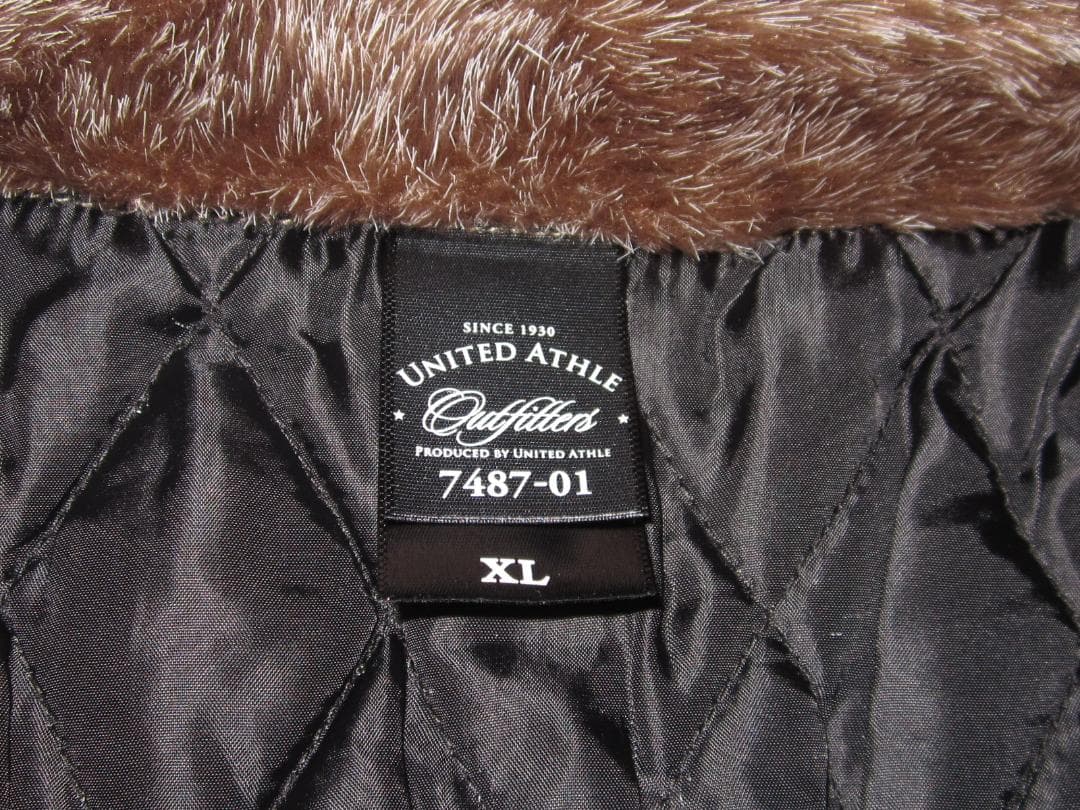 SINCE 1930
UNITED ATHLE
Outfitters
PRODUCED BY UNITED ATHLE
7487-01
XL